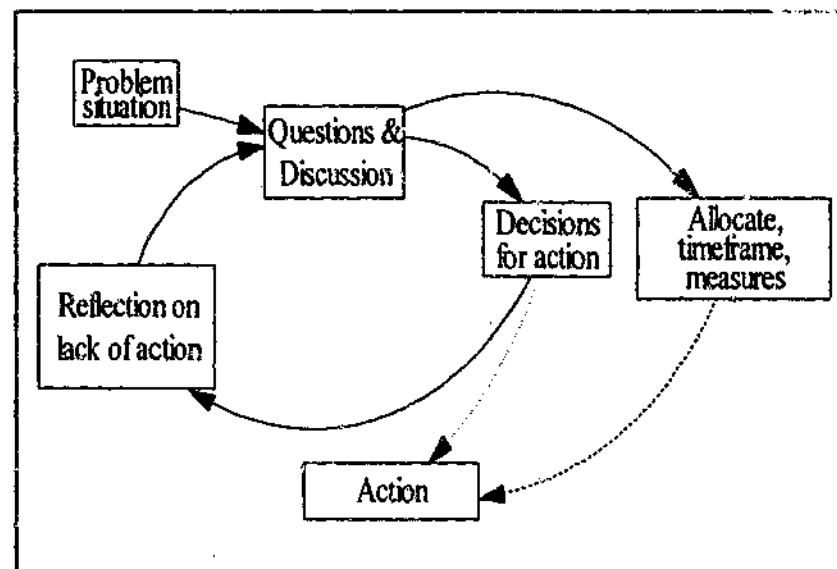 Problem
situation
Questions &
Discussion
Decisions
for action
Allocate,
timeframe,
measures
Reflection on
lack of action
Action